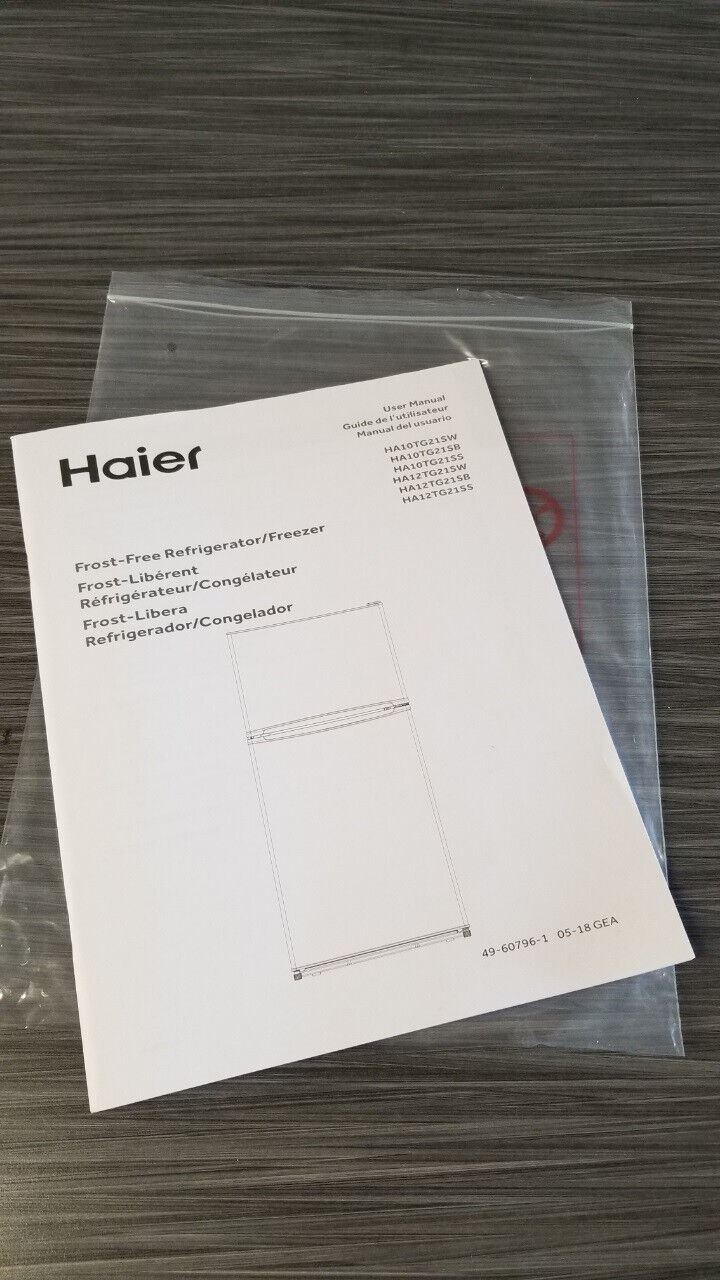 Haier
User Manual
Guide de l'utilisateur
Manual del usuario
HA10TG21SW
HA10TG21SB
HA10TG21SS
HA12TG21SW
HA12TG21SB
HA12TG21SS
Frost-Free Refrigerator/Freezer
Frost-Libérent
Réfrigérateur/Congélateur
Frost-Libera
Refrigerador/Congelador
49-60796-1 05-18 GEA